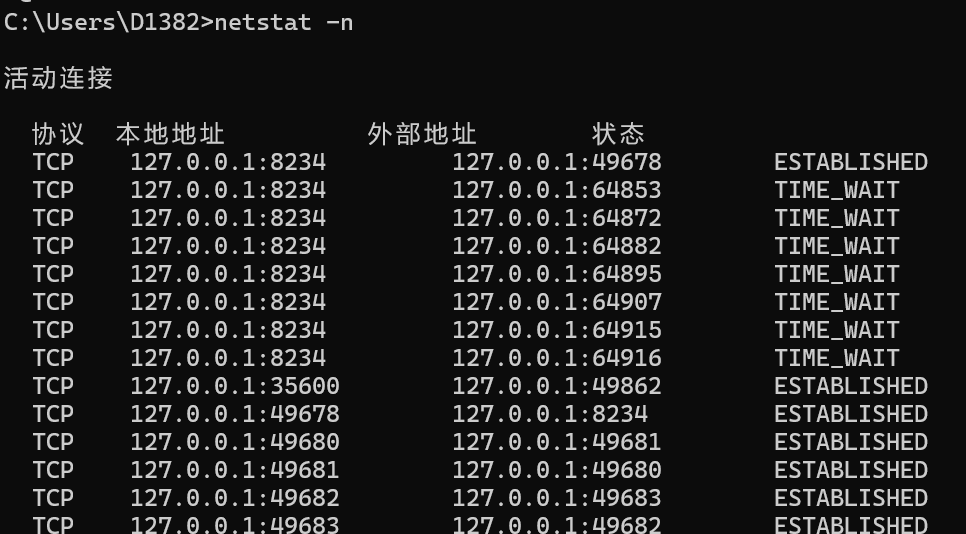 C:\Users\D1382>netstat -n
活动连接
协议 本地地址 外部地址 状态
TCP 127.0.0.1:8234 127.0.0.1:49678 ESTABLISHED
TCP 127.0.0.1:8234 127.0.0.1:64853 TIME_WAIT
TCP 127.0.0.1:8234 127.0.0.1:64872 TIME_WAIT
TCP 127.0.0.1:8234 127.0.0.1:64882 TIME_WAIT
TCP 127.0.0.1:8234 127.0.0.1:64895 TIME_WAIT
TCP 127.0.0.1:8234 127.0.0.1:64907 TIME_WAIT
TCP 127.0.0.1:8234 127.0.0.1:64915 TIME_WAIT
TCP 127.0.0.1:8234 127.0.0.1:64916 TIME_WAIT
TCP 127.0.0.1:35600 127.0.0.1:49862 ESTABLISHED
TCP 127.0.0.1:49678 127.0.0.1:8234 ESTABLISHED
TCP 127.0.0.1:49680 127.0.0.1:49681 ESTABLISHED
TCP 127.0.0.1:49681 127.0.0.1:49680 ESTABLISHED
TCP 127.0.0.1:49682 127.0.0.1:49683 ESTABLISHED
TCP 127.0.0.1:49683 127.0.0.1:49682 ESTABLISHED